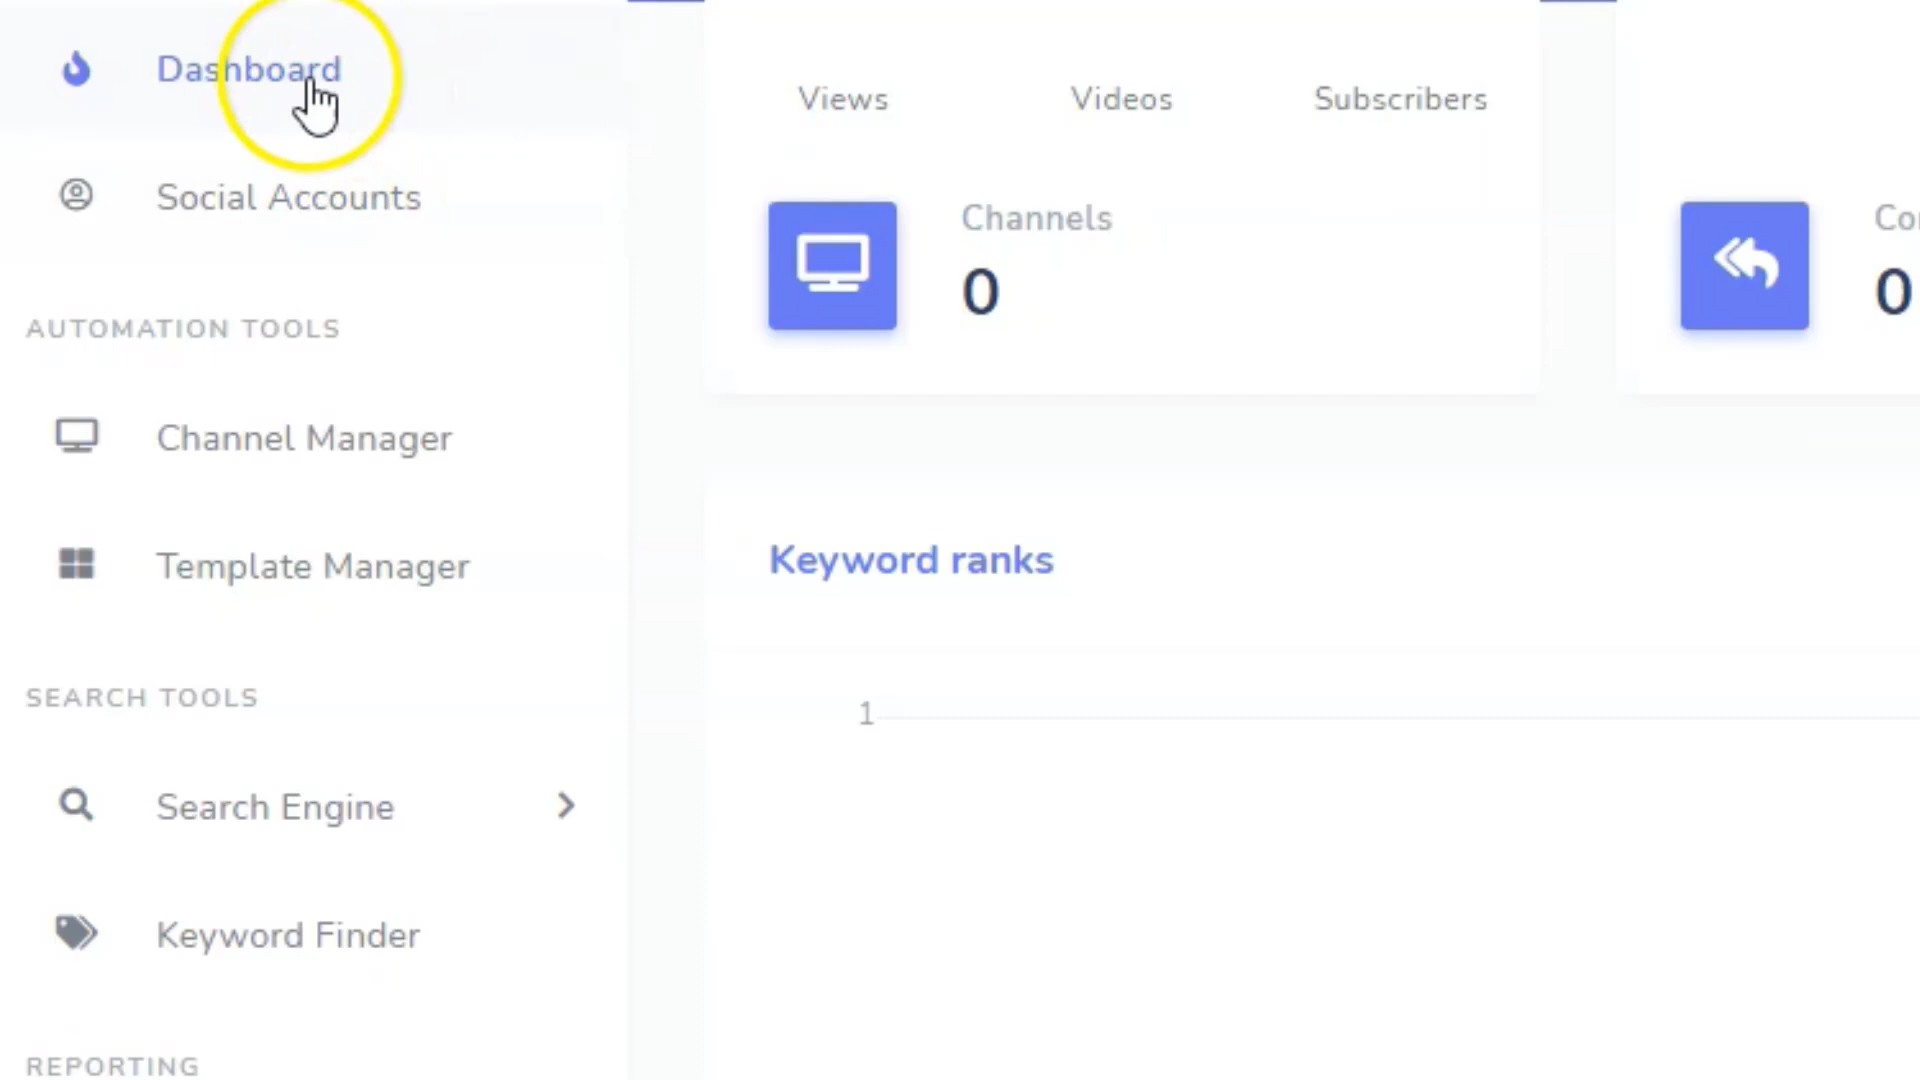 Dashboard
Social Accounts
AUTOMATION TOOLS
Channel Manager
Template Manager
SEARCH TOOLS
Search Engine
Keyword Finder
REPORTING
Views Videos Subscribers
Channels
0
0
Keyword ranks
1